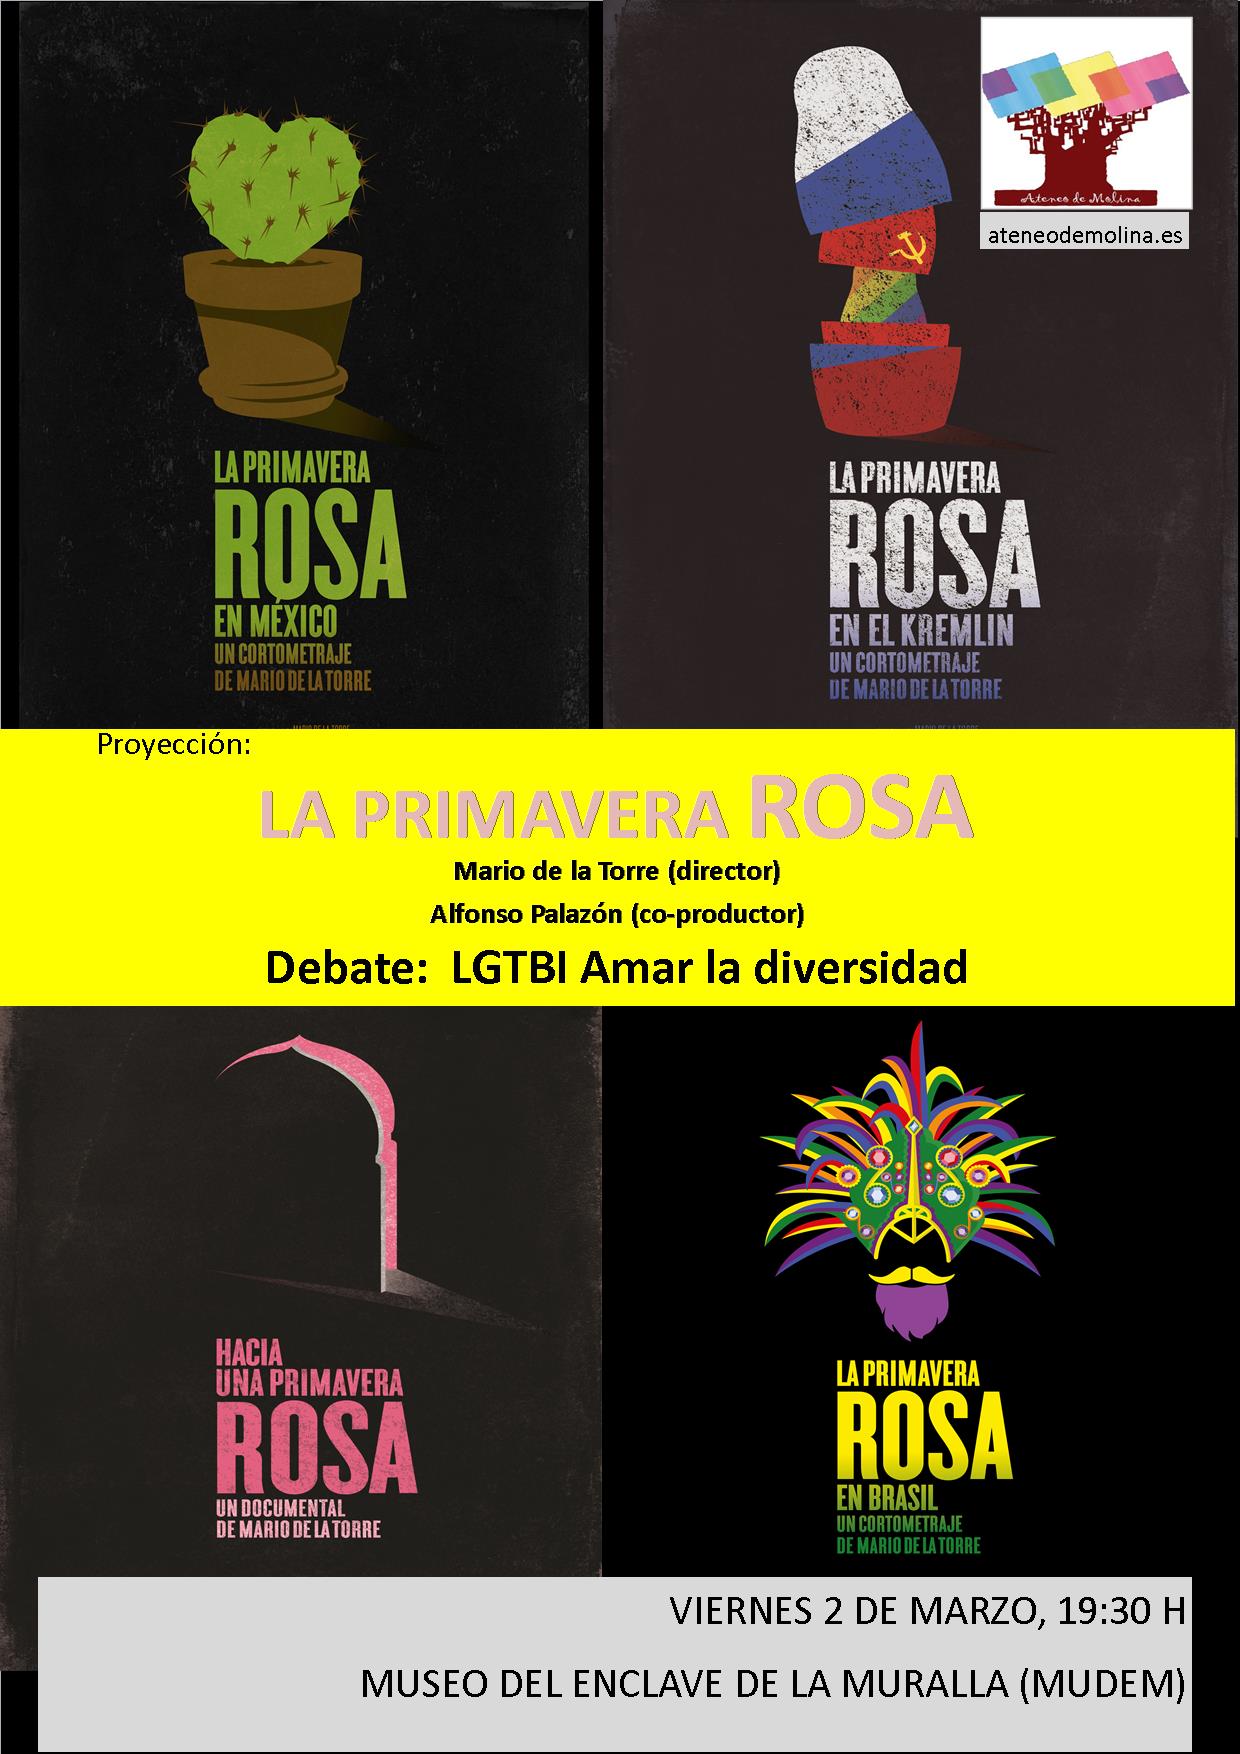 Ateneo de Molina
ateneodemolina.es
LA PRIMAVERA
ROSA
EN MÉXICO
UN CORTOMETRAJE
DE MARIO DE LA TORRE
LA PRIMAVERA
ROSA
EN EL KREMLIN
UN CORTOMETRAJE
DE MARIO DE LA TORRE
Proyección:
LA PRIMAVERA ROSA
Mario de la Torre (director)
Alfonso Palazón (co-productor)
Debate: LGTBI Amar la diversidad
HACIA
UNA PRIMAVERA
ROSA
UN DOCUMENTAL
DE MARIO DE LA TORRE
LA PRIMAVERA
ROSA
EN BRASIL
UN CORTOMETRAJE
DE MARIO DE LA TORRE
VIERNES 2 DE MARZO, 19:30 H
MUSEO DEL ENCLAVE DE LA MURALLA (MUDEM)